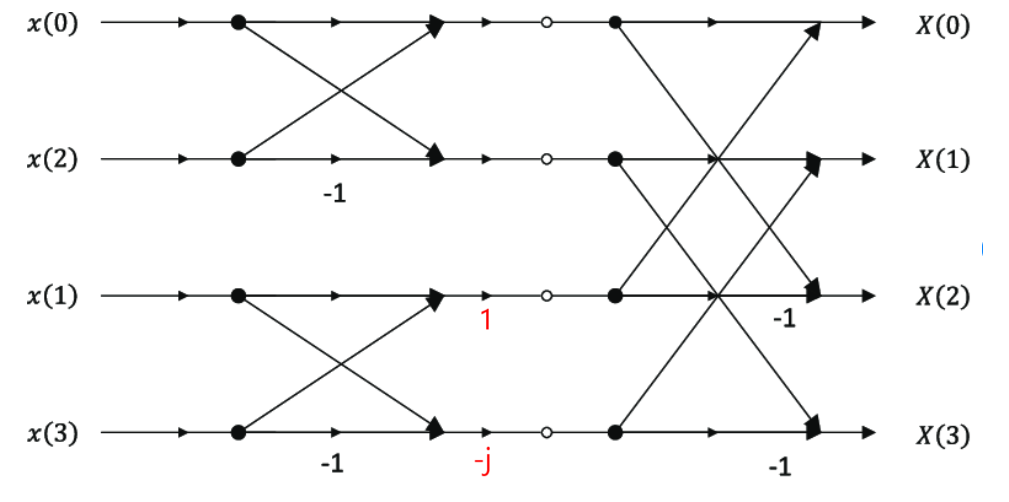 x(0) X(0)
x(2) X(1)
-1
x(1) X(2)
1 -1
x(3) X(3)
-1 -j -1